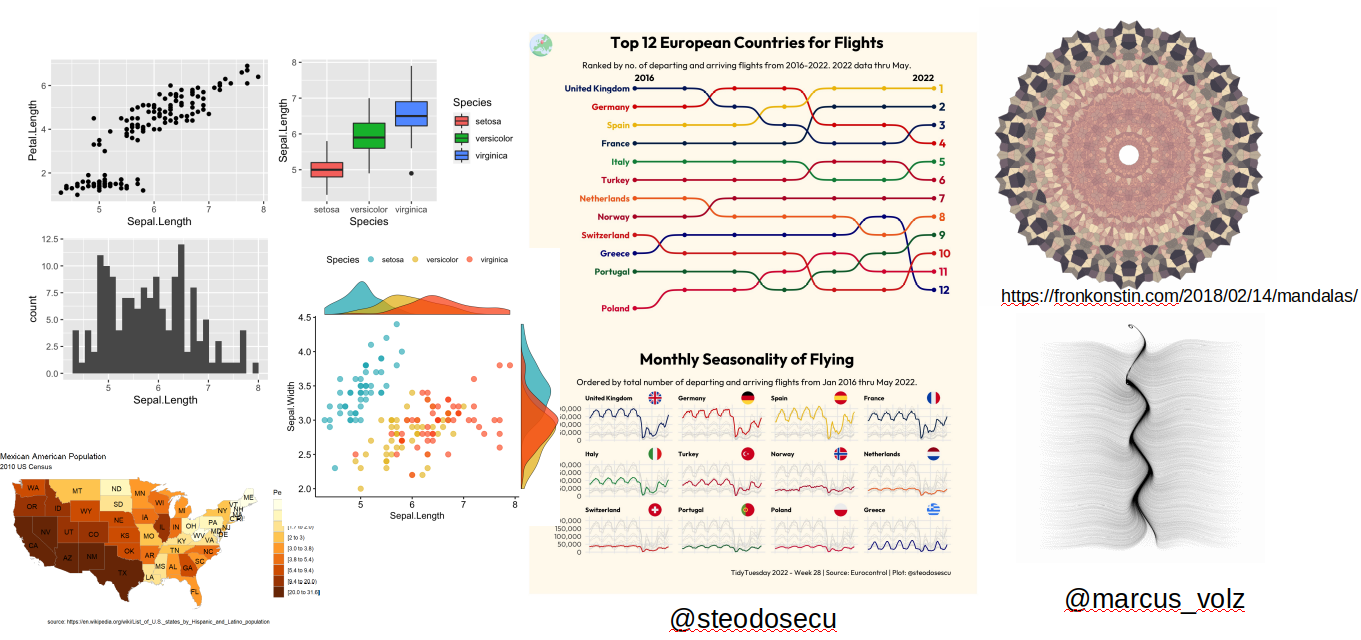 6
4
2
Petal.Length
5
6
7
8
Sepal.Length
8
7
6
5
Sepal.Length
setosa
versicolor
virginica
Species
Species
setosa
versicolor
virginica
12.5
10.0
7.5
5.0
2.5
0.0
count
5
6
7
8
Sepal.Length
Species
setosa
versicolor
virginica
4.5
4.0
3.5
3.0
2.5
2.0
Sepal.Width
4
5
6
7
8
Sepal.Length
Mexican American Population
2010 US Census
WA
MT
ND
MN
ME
OR
ID
SD
WI
MI
VT
NH
NY
WY
IA
NE
PA
NJ
NV
UT
CO
IL
IN
OH
MD
DE
CA
KS
MO
WV
VA
KY
AZ
NM
OK
AR
TN
NC
SC
TX
LA
MS
AL
GA
FL
Pe
[2 to 3)
[3.0 to 3.8)
[3.8 to 5.4)
[5.4 to 9.4)
[9.4 to 20.0)
[20.0 to 31.6]
source: https://en.wikipedia.org/wiki/List_of_U.S._states_by_Hispanic_and_Latino_population
Top 12 European Countries for Flights
Ranked by no. of departing and arriving flights from 2016-2022. 2022 data thru May.
2016
2022
United Kingdom
1
Germany
2
Spain
3
France
4
Italy
5
Turkey
6
Netherlands
7
Norway
8
Switzerland
9
Greece
10
Portugal
11
12
Poland
Monthly Seasonality of Flying
Ordered by total number of departing and arriving flights from Jan 2016 thru May 2022.
United Kingdom
Germany
Spain
France
0
Italy
Turkey
Norway
Netherlands
0
Switzerland
Portugal
Poland
Greece
150,000
100,000
50,000
0
TidyTuesday 2022 - Week 28 | Source: Eurocontrol | Plot: @steodosecu
@steodosecu
https://fronkonstin.com/2018/02/14/mandalas/
@marcus_volz